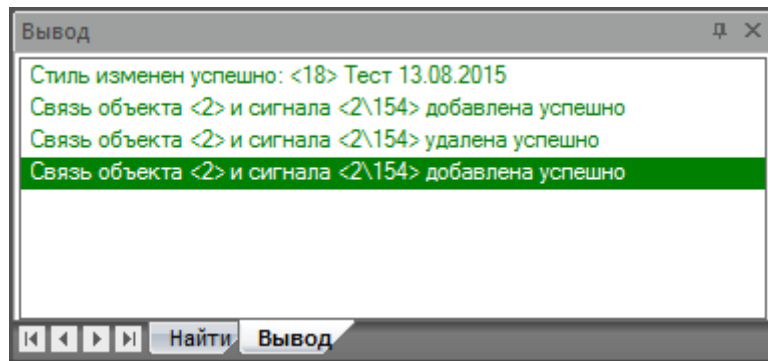 Вывод
Стиль изменен успешно: <18> Тест 13.08.2015
Связь объекта <2> и сигнала <2\154> добавлена успешно
Связь объекта <2> и сигнала <2\154> удалена успешно
Связь объекта <2> и сигнала <2\154> добавлена успешно
Найти Вывод